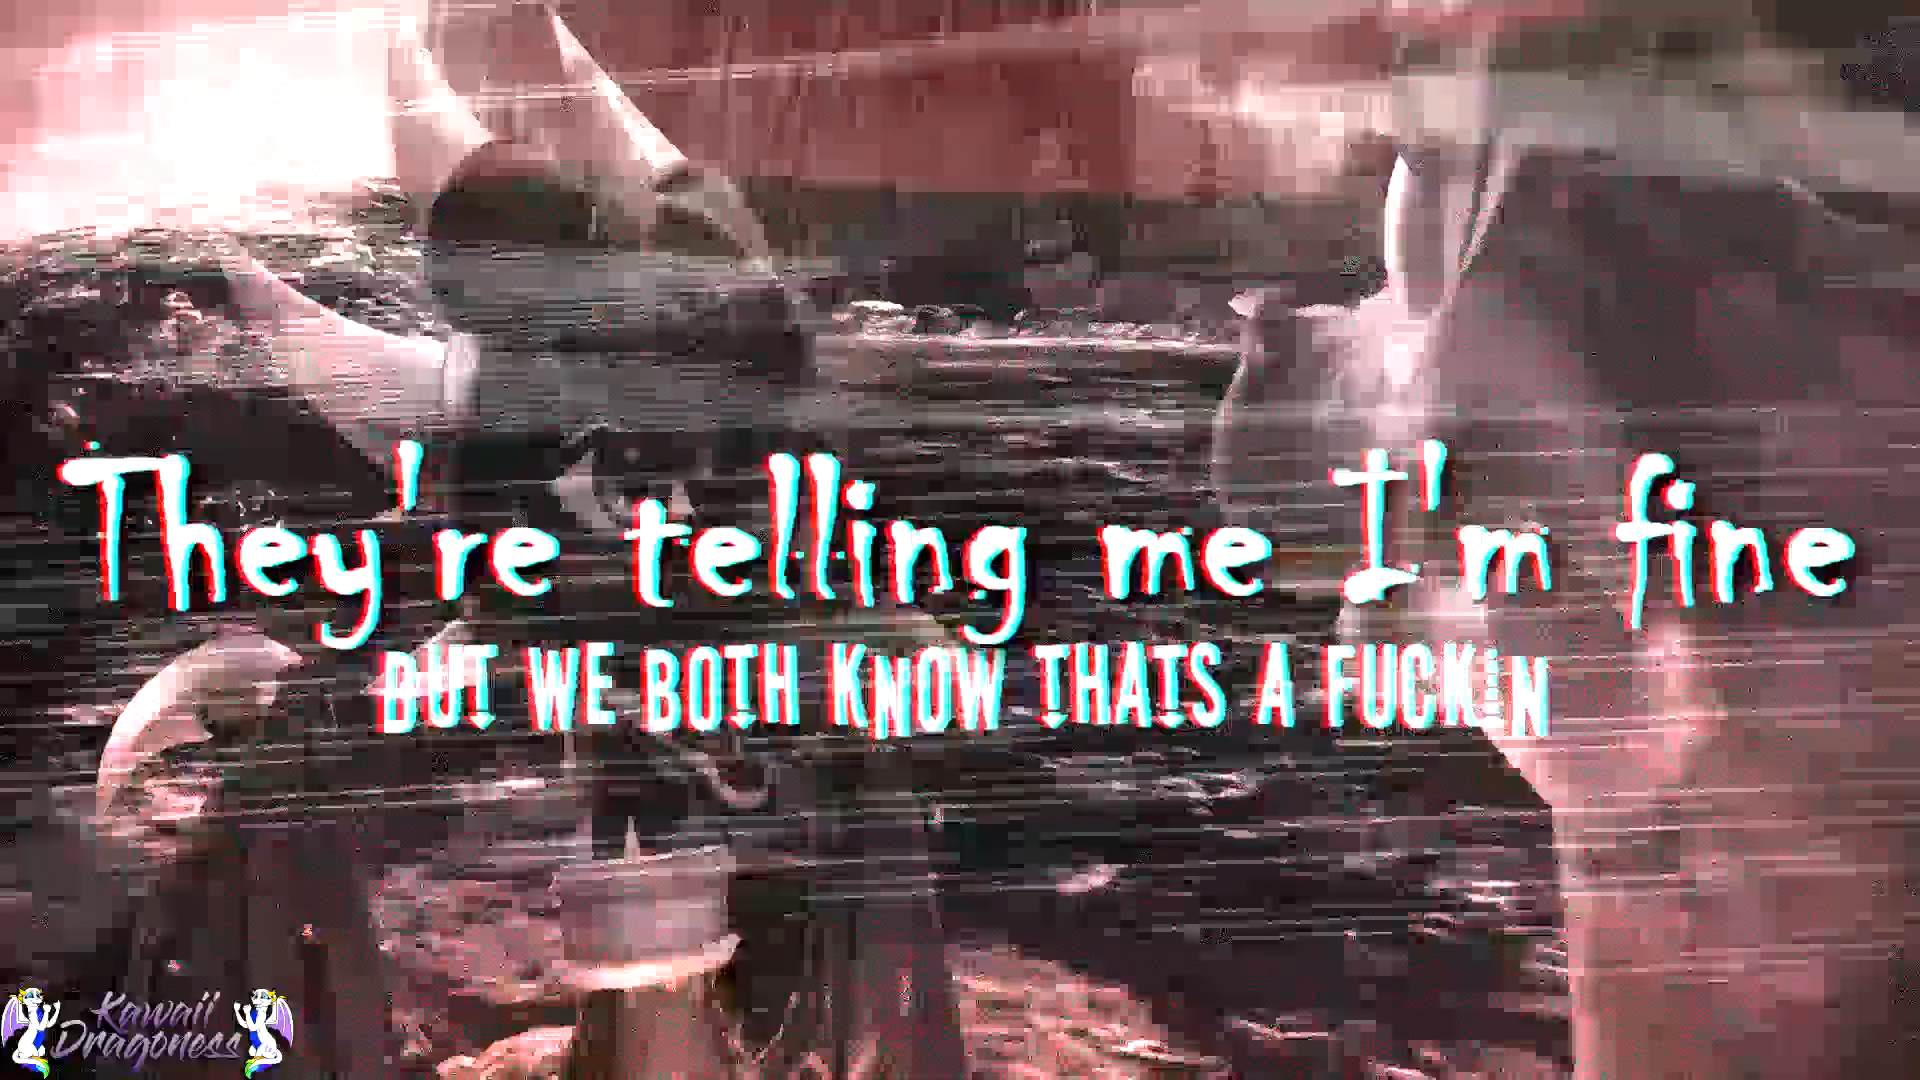 They're telling me I'm fine
BUT WE BOTH KNOW THATS A FUCKIN
Kawaii
Dragoness